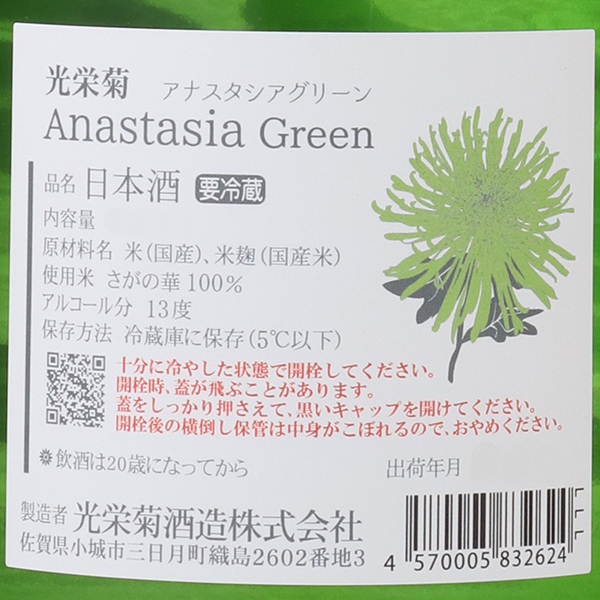 光栄菊 アナスタシアグリーン
Anastasia Green
品名 日本酒 要冷蔵
内容量
原材料名 米(国産)、米麹(国産米)
使用米 さがの華100%
アルコール分 13度
保存方法 冷蔵庫に保存(5℃以下)
十分に冷やした状態で開栓してください。
開栓時、蓋が飛ぶことがあります。
蓋をしっかり押さえて、黒いキャップを開けてください。
開栓後の横倒し保管は中身がこぼれるので、おやめください。
飲酒は20歳になってから 出荷年月
製造者 光栄菊酒造株式会社
佐賀県小城市三日月町織島2602番地3
4 570005 832624